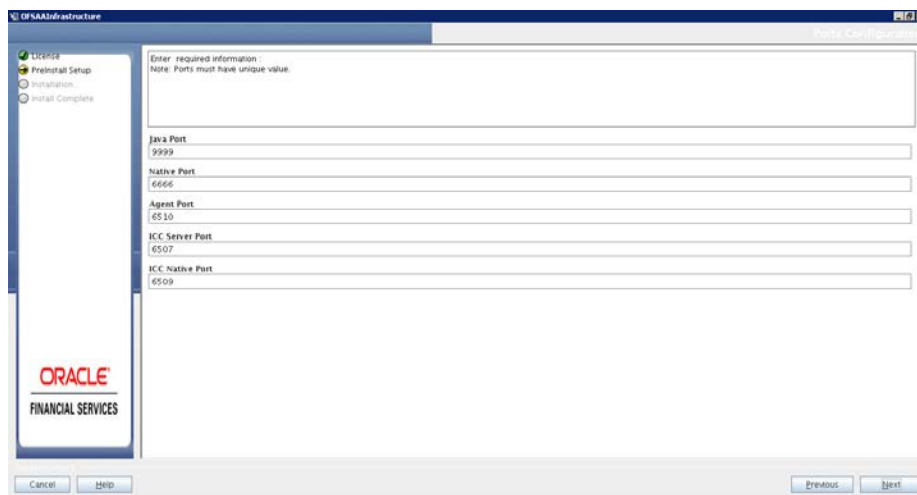 OFSAAInfrastructure
Ports Configuration
License
PreInstall Setup
Installation...
Install Complete
Enter required information :
Note: Ports must have unique value.
Java Port
9999
Native Port
6666
Agent Port
6510
ICC Server Port
6507
ICC Native Port
6509
ORACLE
FINANCIAL SERVICES
Cancel
Help
Previous
Next